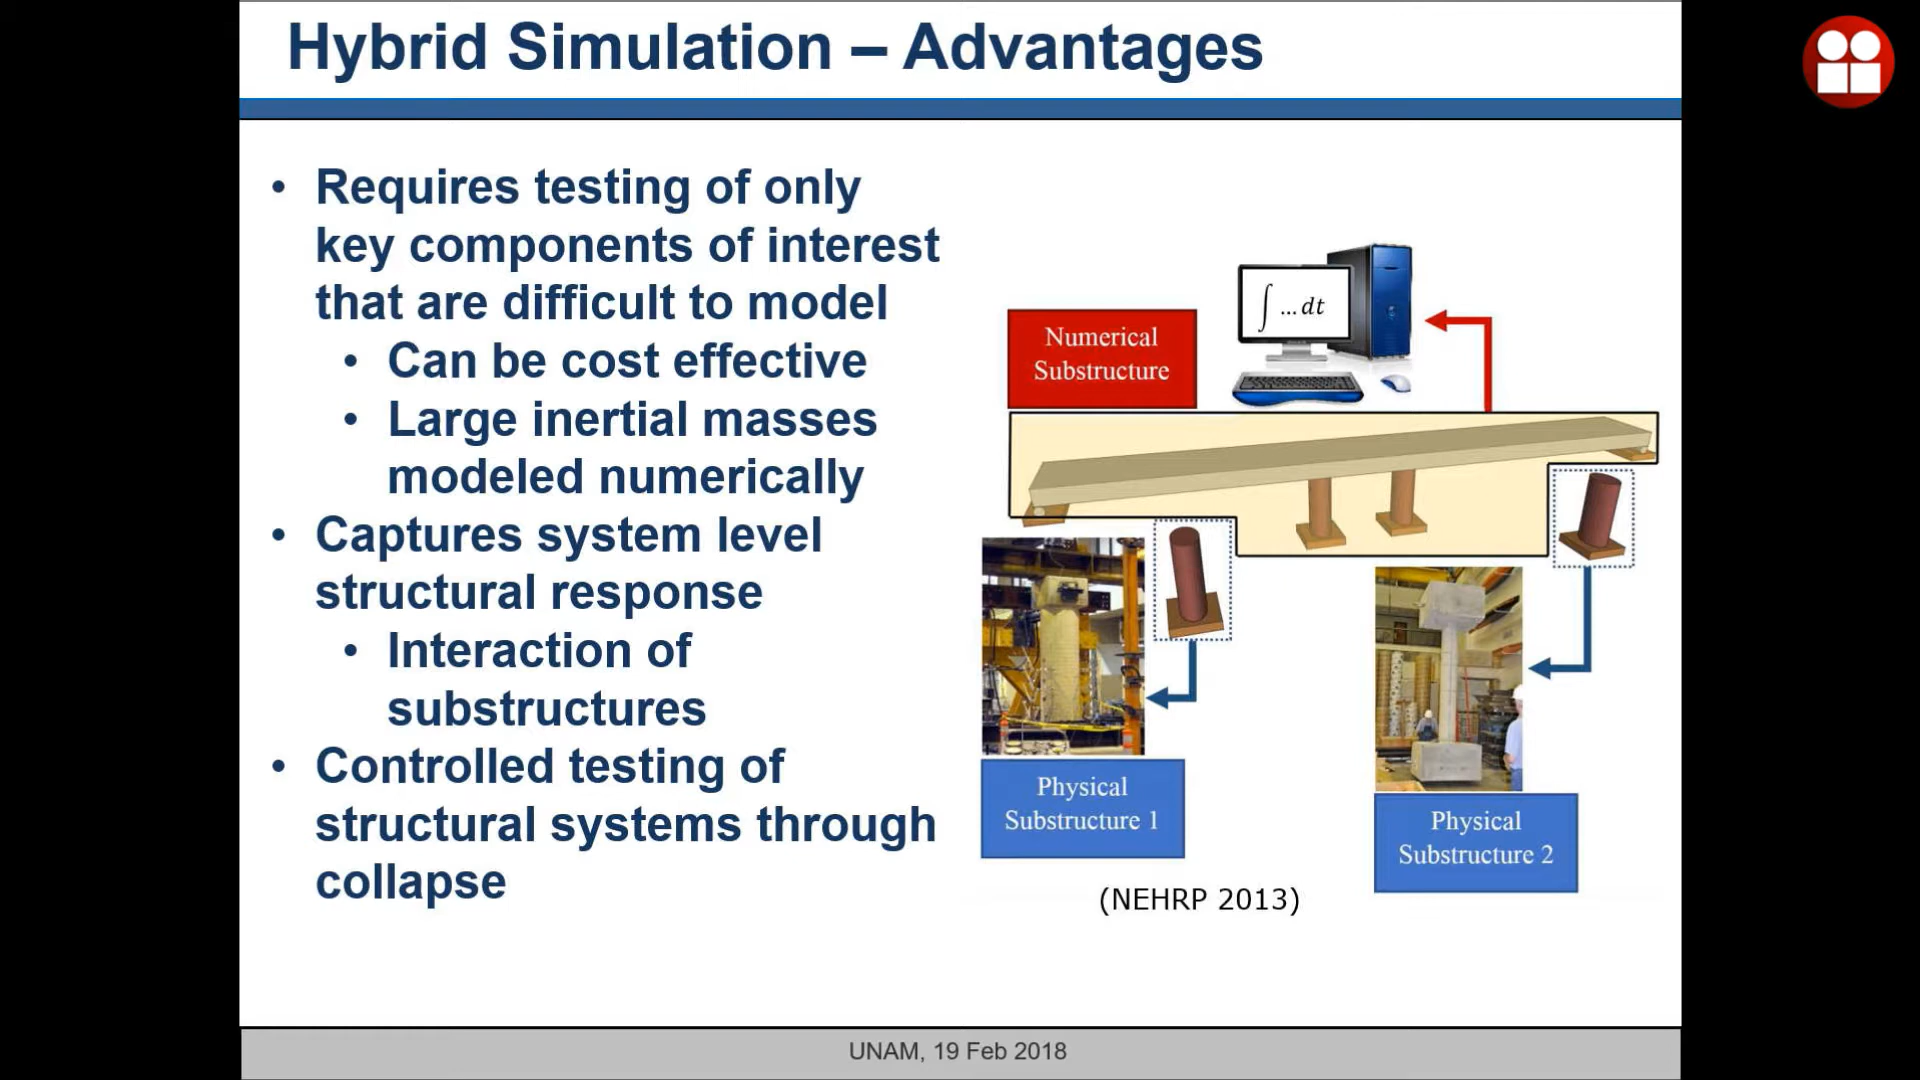 Hybrid Simulation – Advantages
• Requires testing of only
key components of interest
that are difficult to model
• Can be cost effective
• Large inertial masses
modeled numerically
• Captures system level
structural response
• Interaction of
substructures
• Controlled testing of
structural systems through
collapse
∫ ... dt
Numerical
Substructure
Physical
Substructure 1
Physical
Substructure 2
(NEHRP 2013)
UNAM, 19 Feb 2018